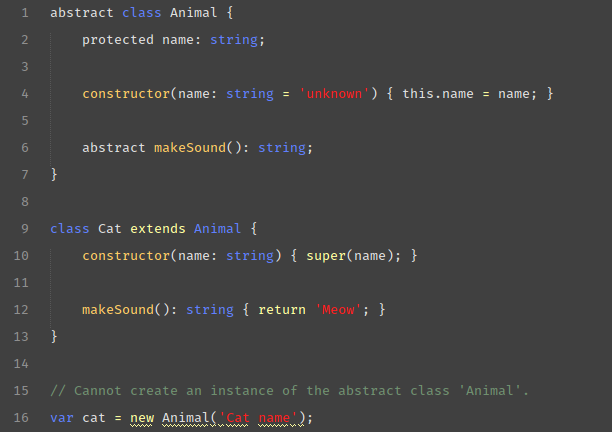 1 abstract class Animal {
2     protected name: string;
3
4     constructor(name: string = 'unknown') { this.name = name; }
5
6     abstract makeSound(): string;
7 }
8
9 class Cat extends Animal {
10     constructor(name: string) { super(name); }
11
12     makeSound(): string { return 'Meow'; }
13 }
14
15 // Cannot create an instance of the abstract class 'Animal'.
16 var cat = new Animal('Cat name');